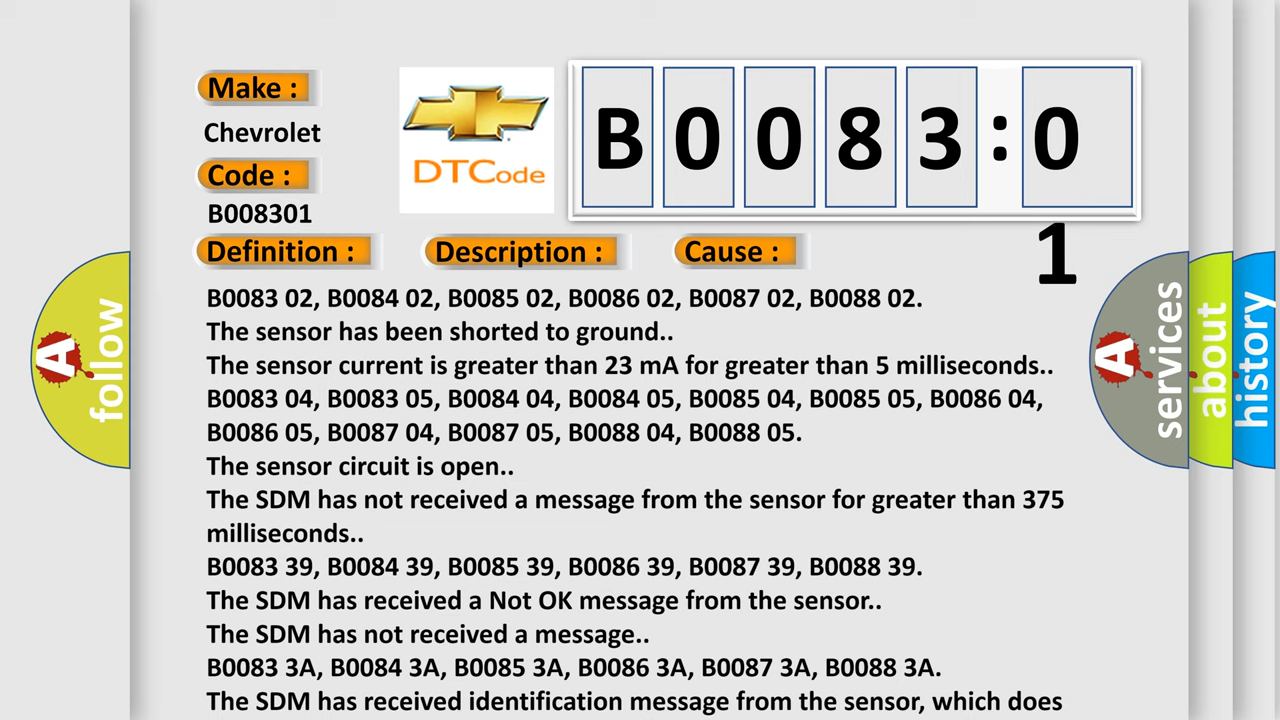 Make :
Chevrolet
Code :
B008301
DTCode
B0083:0
1
Definition :
Description :
Cause :
B0083 02, B0084 02, B0085 02, B0086 02, B0087 02, B0088 02.
The sensor has been shorted to ground..
The sensor current is greater than 23 mA for greater than 5 milliseconds..
B0083 04, B0083 05, B0084 04, B0084 05, B0085 04, B0085 05, B0086 04,
B0086 05, B0087 04, B0087 05, B0088 04, B0088 05.
The sensor circuit is open..
The SDM has not received a message from the sensor for greater than 375
milliseconds..
B0083 39, B0084 39, B0085 39, B0086 39, B0087 39, B0088 39.
The SDM has received a Not OK message from the sensor..
The SDM has not received a message..
B0083 3A, B0084 3A, B0085 3A, B0086 3A, B0087 3A, B0088 3A.
The SDM has received identification message from the sensor, which does
A follow
A services
about
history